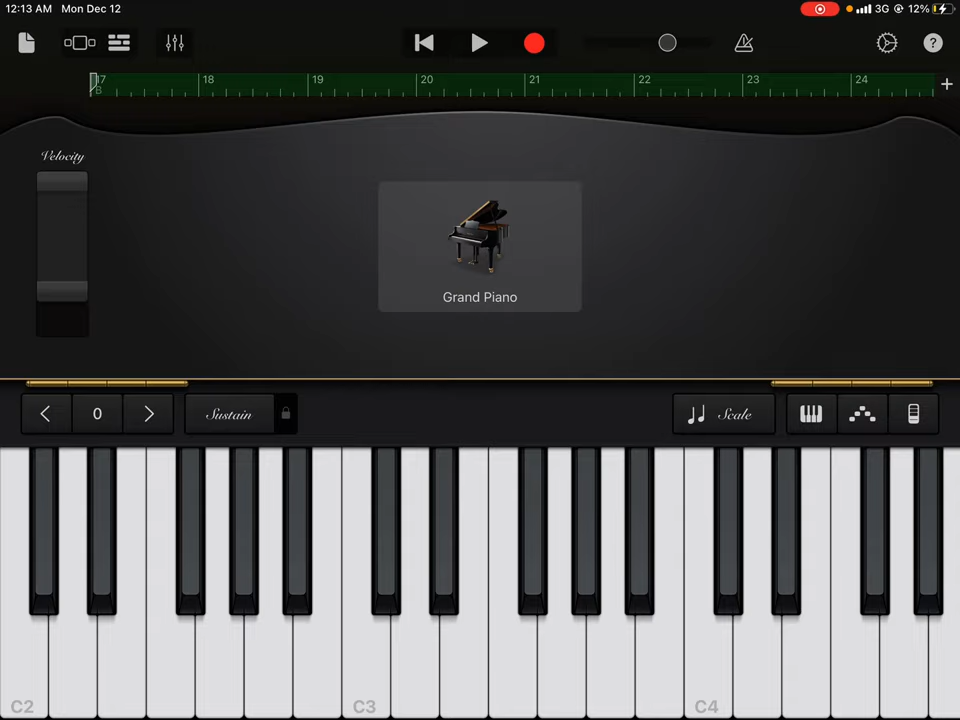 12:13 AM Mon Dec 12
3G 12%
17 18 19 20 21 22 23 24
B
Velocity
Grand Piano
0 Sustain Scale
C2 C3 C4